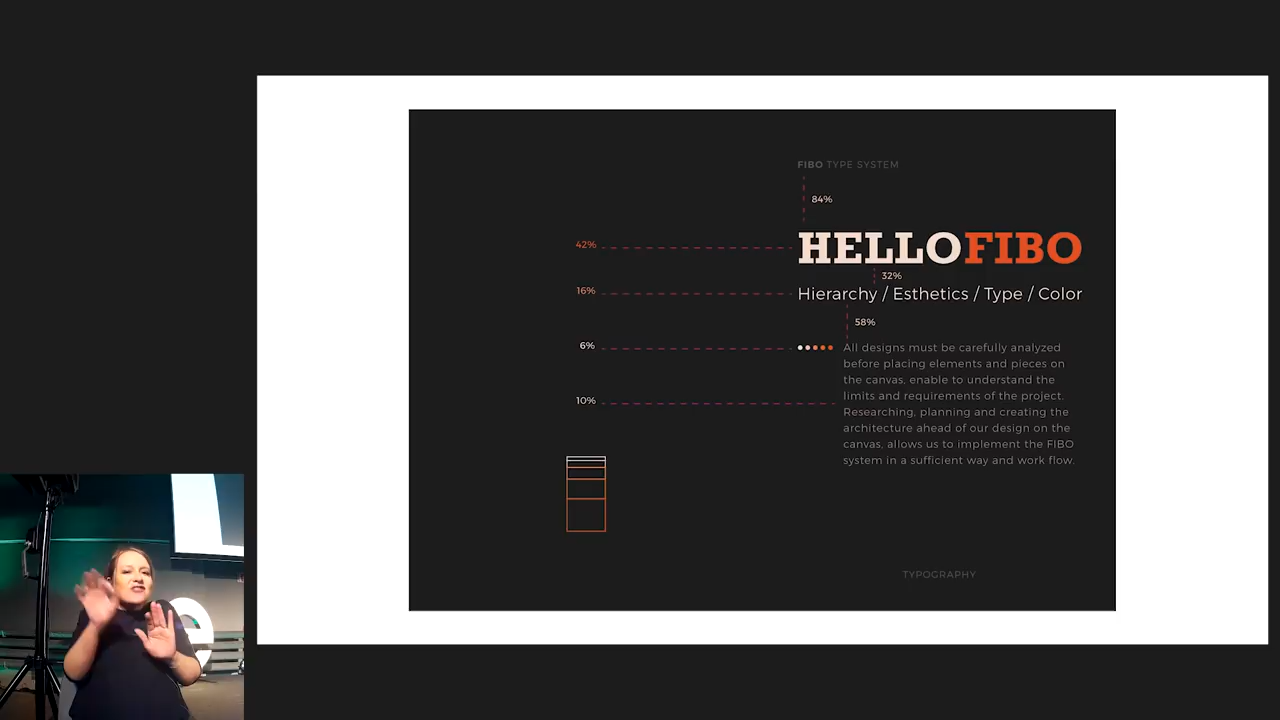 FIBO TYPE SYSTEM
84%
42%
HELLOFIBO
32%
16%
Hierarchy / Esthetics / Type / Color
58%
6%
All designs must be carefully analyzed
before placing elements and pieces on
the canvas, enable to understand the
limits and requirements of the project.
10%
Researching, planning and creating the
architecture ahead of our design on the
canvas, allows us to implement the FIBO
system in a sufficient way and work flow.
TYPOGRAPHY
e